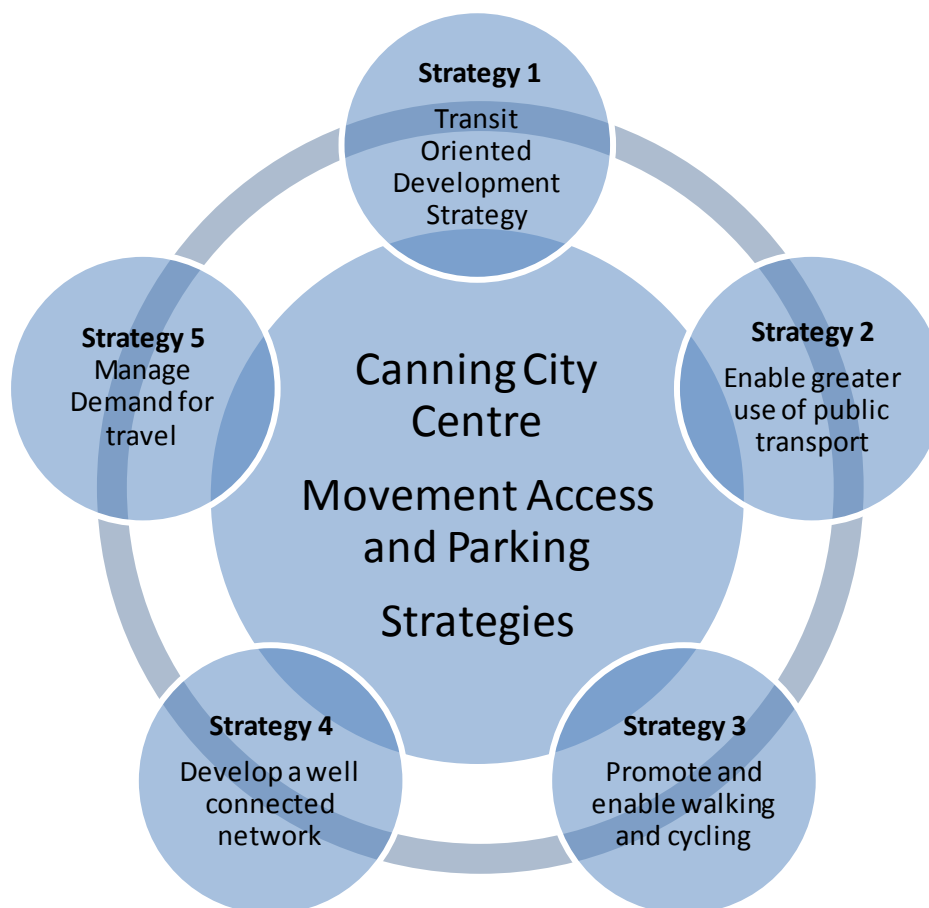 Strategy 1
Transit
Oriented
Development
Strategy
Strategy 2
Enable greater
use of public
transport
Strategy 3
Promote and
enable walking
and cycling
Strategy 4
Develop a well
connected
network
Strategy 5
Manage
Demand for
travel
Canning City
Centre
Movement Access
and Parking
Strategies